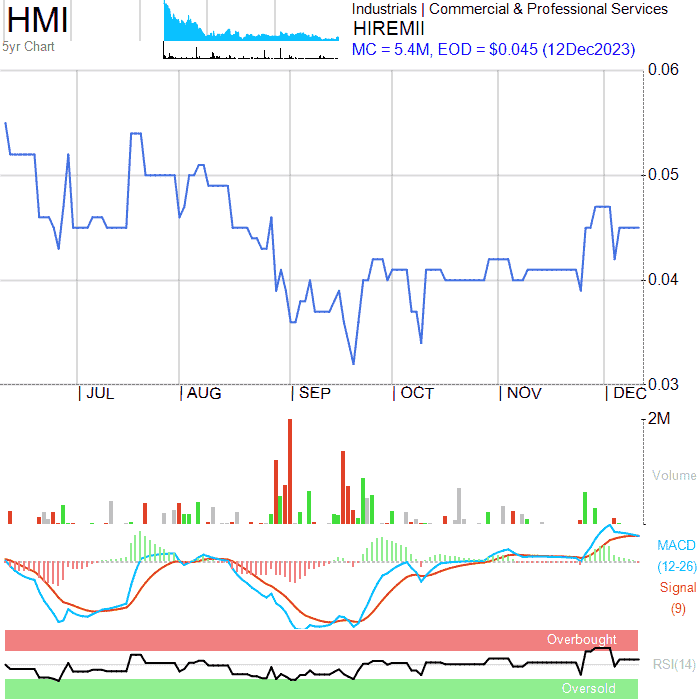 HMI
5yr Chart
Industrials | Commercial & Professional Services
HIREMII
MC = 5.4M, EOD = $0.045 (12Dec2023)
0.06
0.05
0.04
0.03
| JUL | AUG | SEP | OCT | NOV | DEC
2M
Volume
MACD
(12-26)
Signal
(9)
Overbought
RSI(14)
Oversold